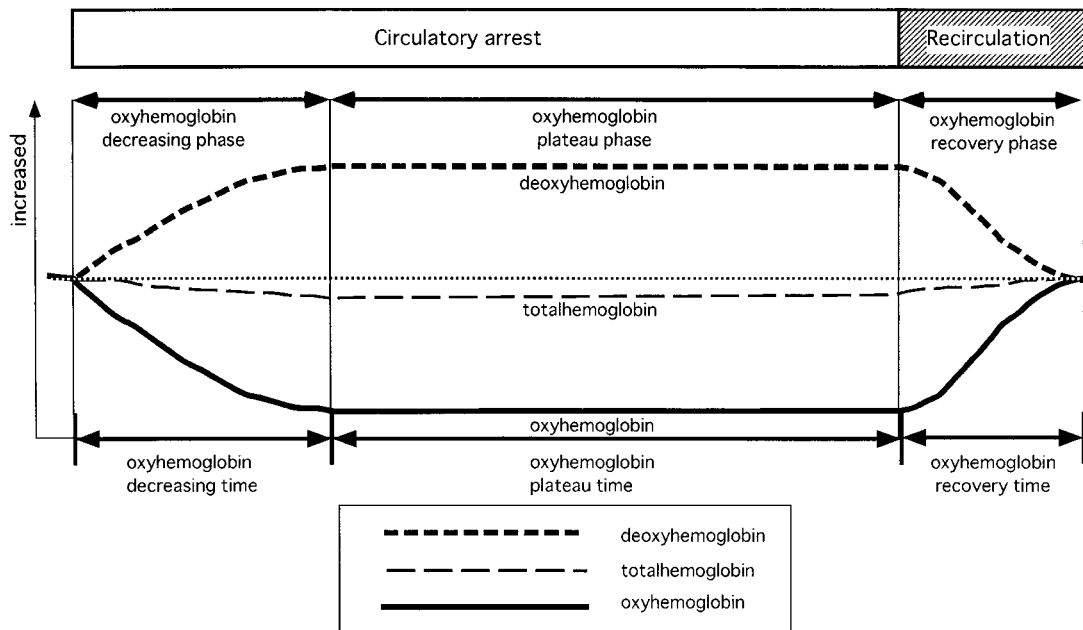 Circulatory arrest
Recirculation
increased
oxyhemoglobin
decreasing phase
oxyhemoglobin
plateau phase
oxyhemoglobin
recovery phase
deoxyhemoglobin
totalhemoglobin
oxyhemoglobin
oxyhemoglobin
decreasing time
oxyhemoglobin
plateau time
oxyhemoglobin
recovery time
deoxyhemoglobin
totalhemoglobin
oxyhemoglobin